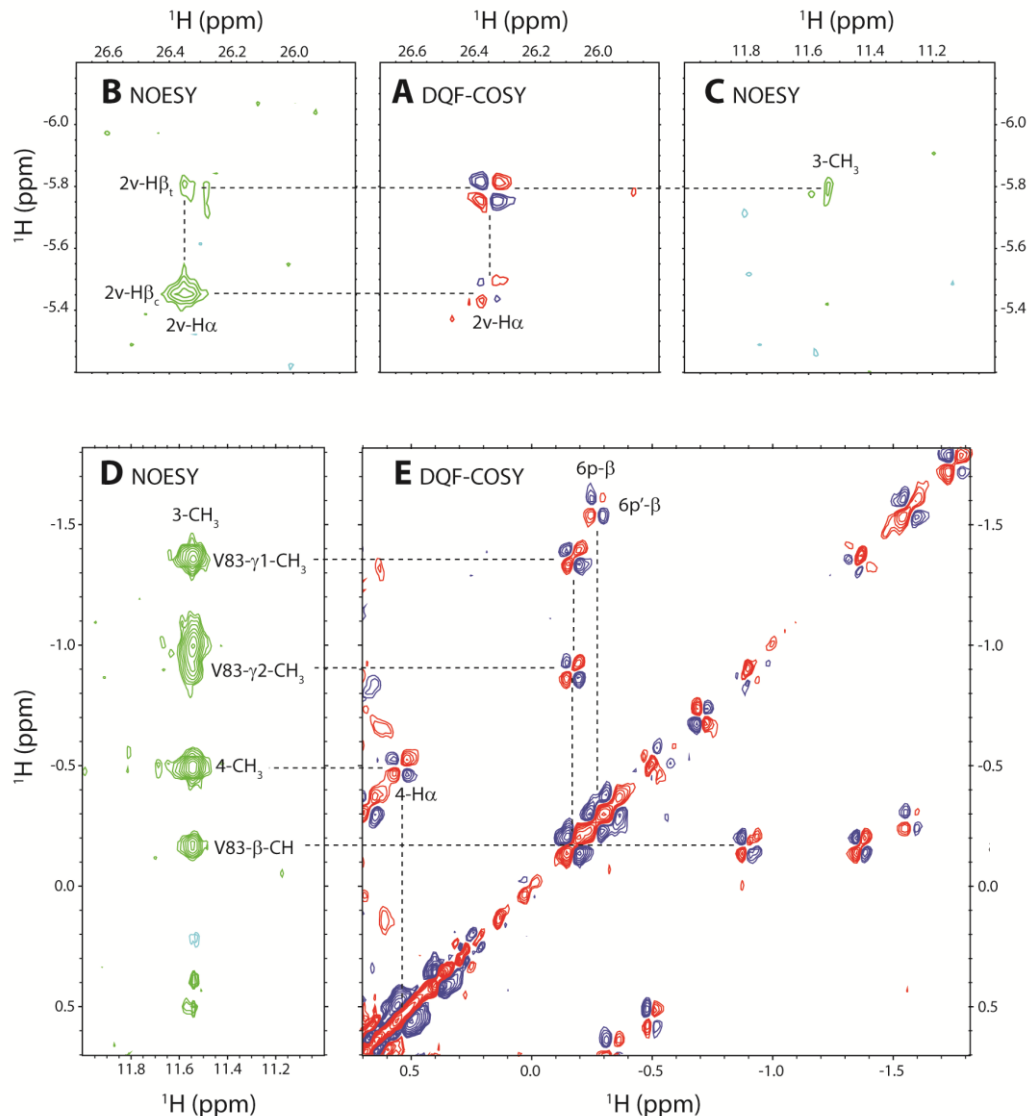 ¹H (ppm) ¹H (ppm) ¹H (ppm)
26.6 26.4 26.2 26.0 26.6 26.4 26.2 26.0 11.8 11.6 11.4 11.2
B NOESY A DQF-COSY C NOESY
-6.0 -6.0
3-CH₃
2v-Hβₜ
-5.8 -5.8
¹H (ppm)
-5.6 -5.6
2v-Hβc
2v-Hα 2v-Hα
-5.4 -5.4
D NOESY E DQF-COSY
6p-β
6p'-β
3-CH₃
-1.5 -1.5
V83-γ1-CH₃
-1.0 -1.0
V83-γ2-CH₃
¹H (ppm) ¹H (ppm)
-0.5 4-CH₃ -0.5
4-Hα
V83-β-CH
0.0 0.0
0.5 0.5
11.8 11.6 11.4 11.2 0.5 0.0 -0.5 -1.0 -1.5
¹H (ppm) ¹H (ppm)